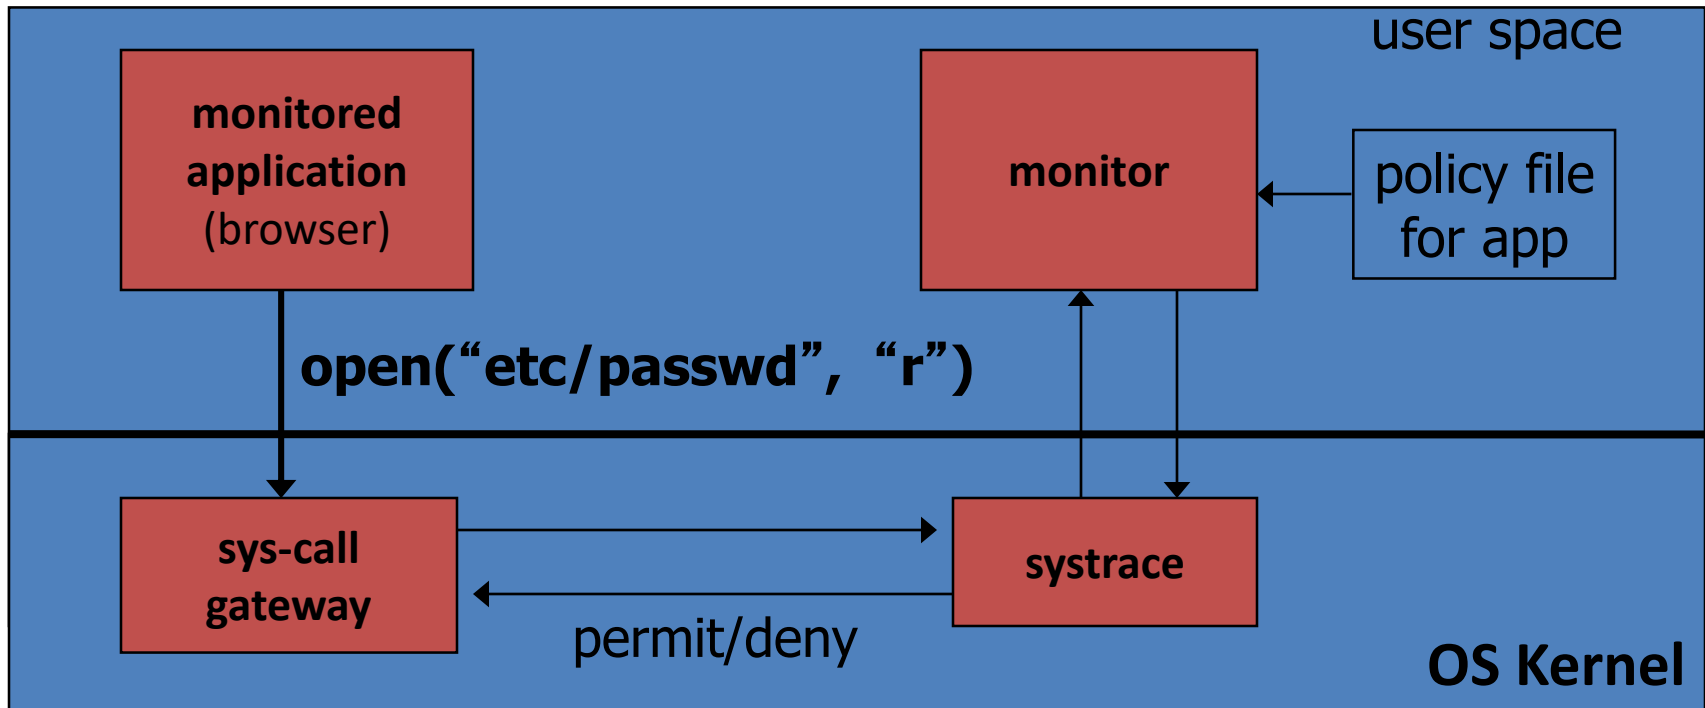 user space
monitored
application
(browser)
monitor
policy file
for app
open(“etc/passwd”, “r”)
sys-call
gateway
systrace
permit/deny
OS Kernel